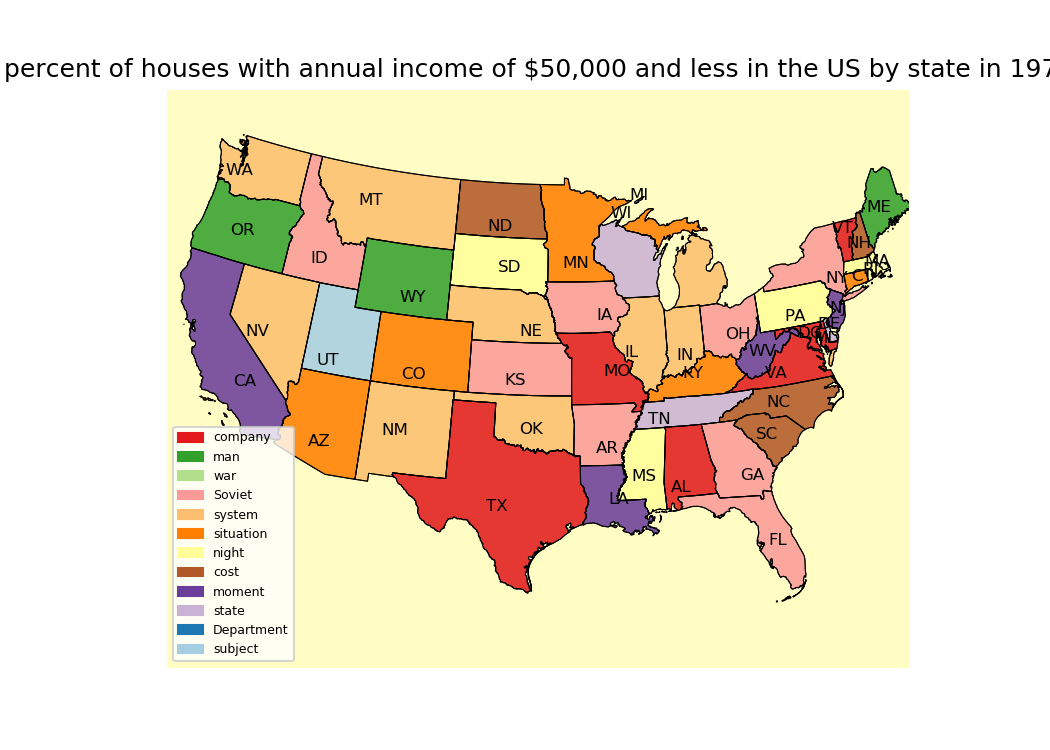 percent of houses with annual income of $50,000 and less in the US by state in 197
WA
MT
ND
MI
WI
ME
OR
ID
SD
MN
VT
NH
MA
NY
CT
WY
IA
PA
NJ
NV
NE
OH
DE
UT
CO
IL
IN
WV
CA
KS
MO
KY
VA
NM
OK
TN
NC
AZ
AR
SC
TX
MS
AL
GA
LA
FL
company
man
war
Soviet
system
situation
night
cost
moment
state
Department
subject